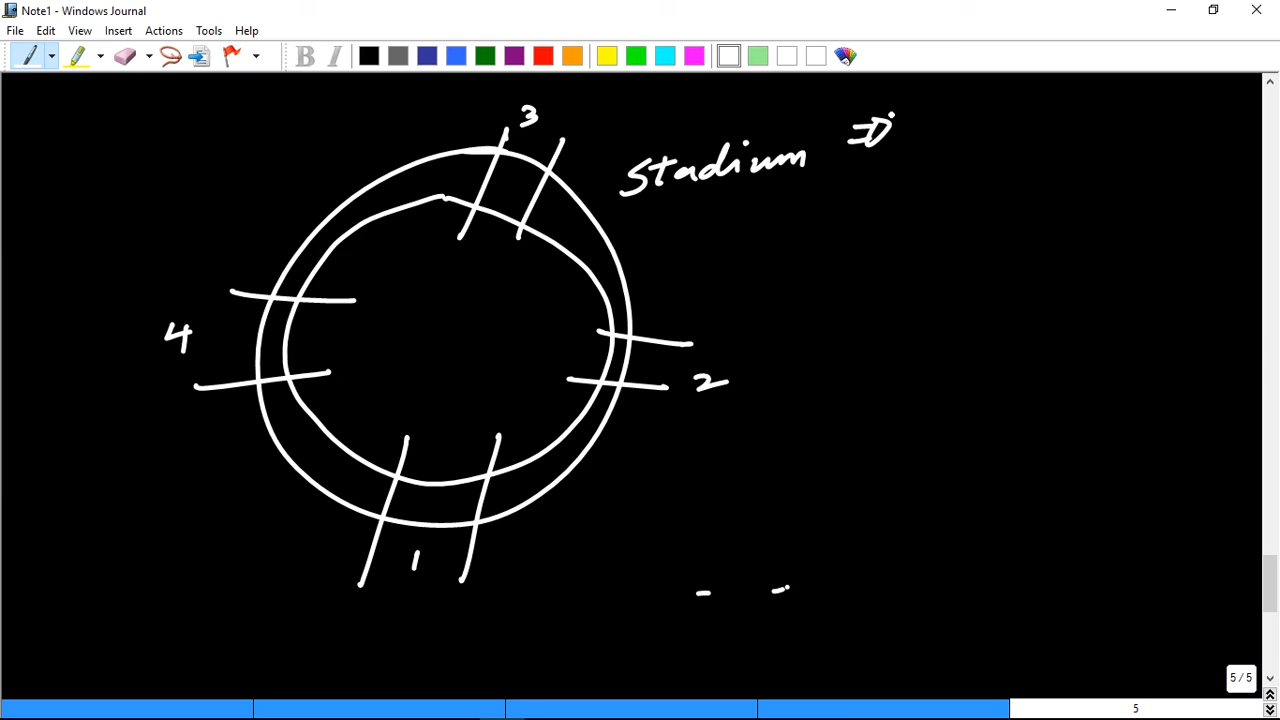 Note1 - Windows Journal
File Edit View Insert Actions Tools Help
B I
3
Stadium
4
2
1
5 / 5
5